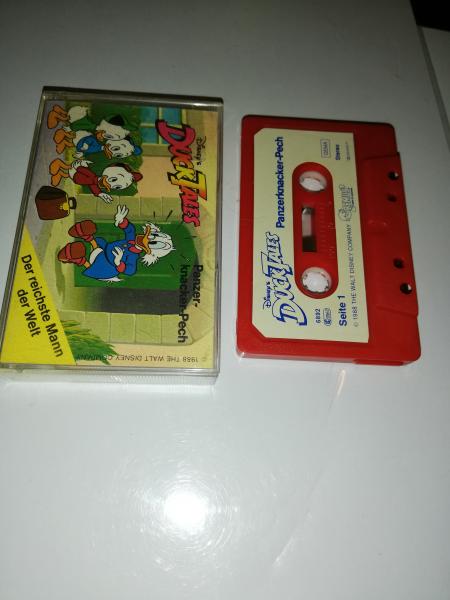 Disney's
DUCKTALES
Panzer-
knacker-Pech
Der reichste Mann
der Welt
© 1988 THE WALT DISNEY COMPANY
Disney's
DUCKTALES
Panzerknacker-Pech
Stereo
6892
Seite 1
© 1988 THE WALT DISNEY COMPANY